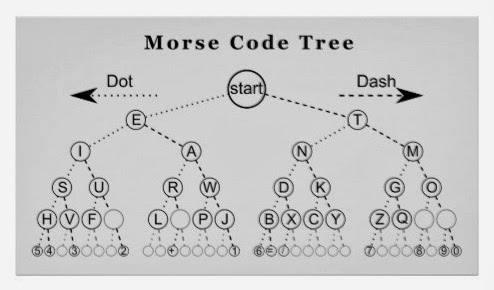 Morse Code Tree
Dot start Dash
E T
I A N M
S U R W D K G O
H V F L P J B X C Y Z Q
5 4 3 2 + 1 6 = / 7 8 9 0